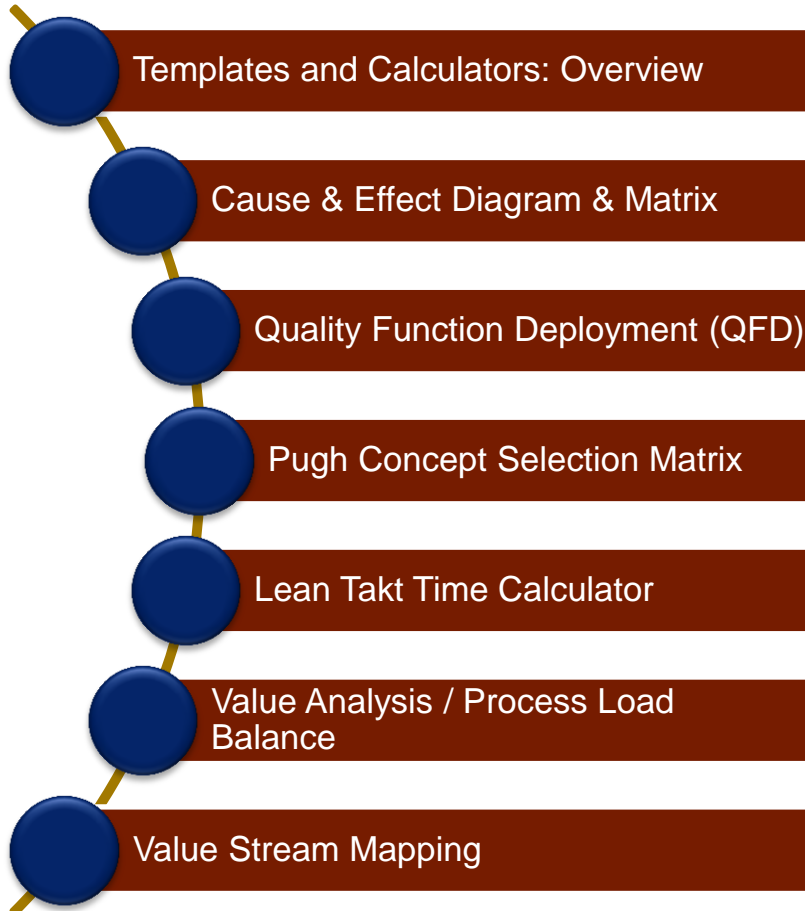 Templates and Calculators: Overview
Cause & Effect Diagram & Matrix
Quality Function Deployment (QFD)
Pugh Concept Selection Matrix
Lean Takt Time Calculator
Value Analysis / Process Load
Balance
Value Stream Mapping